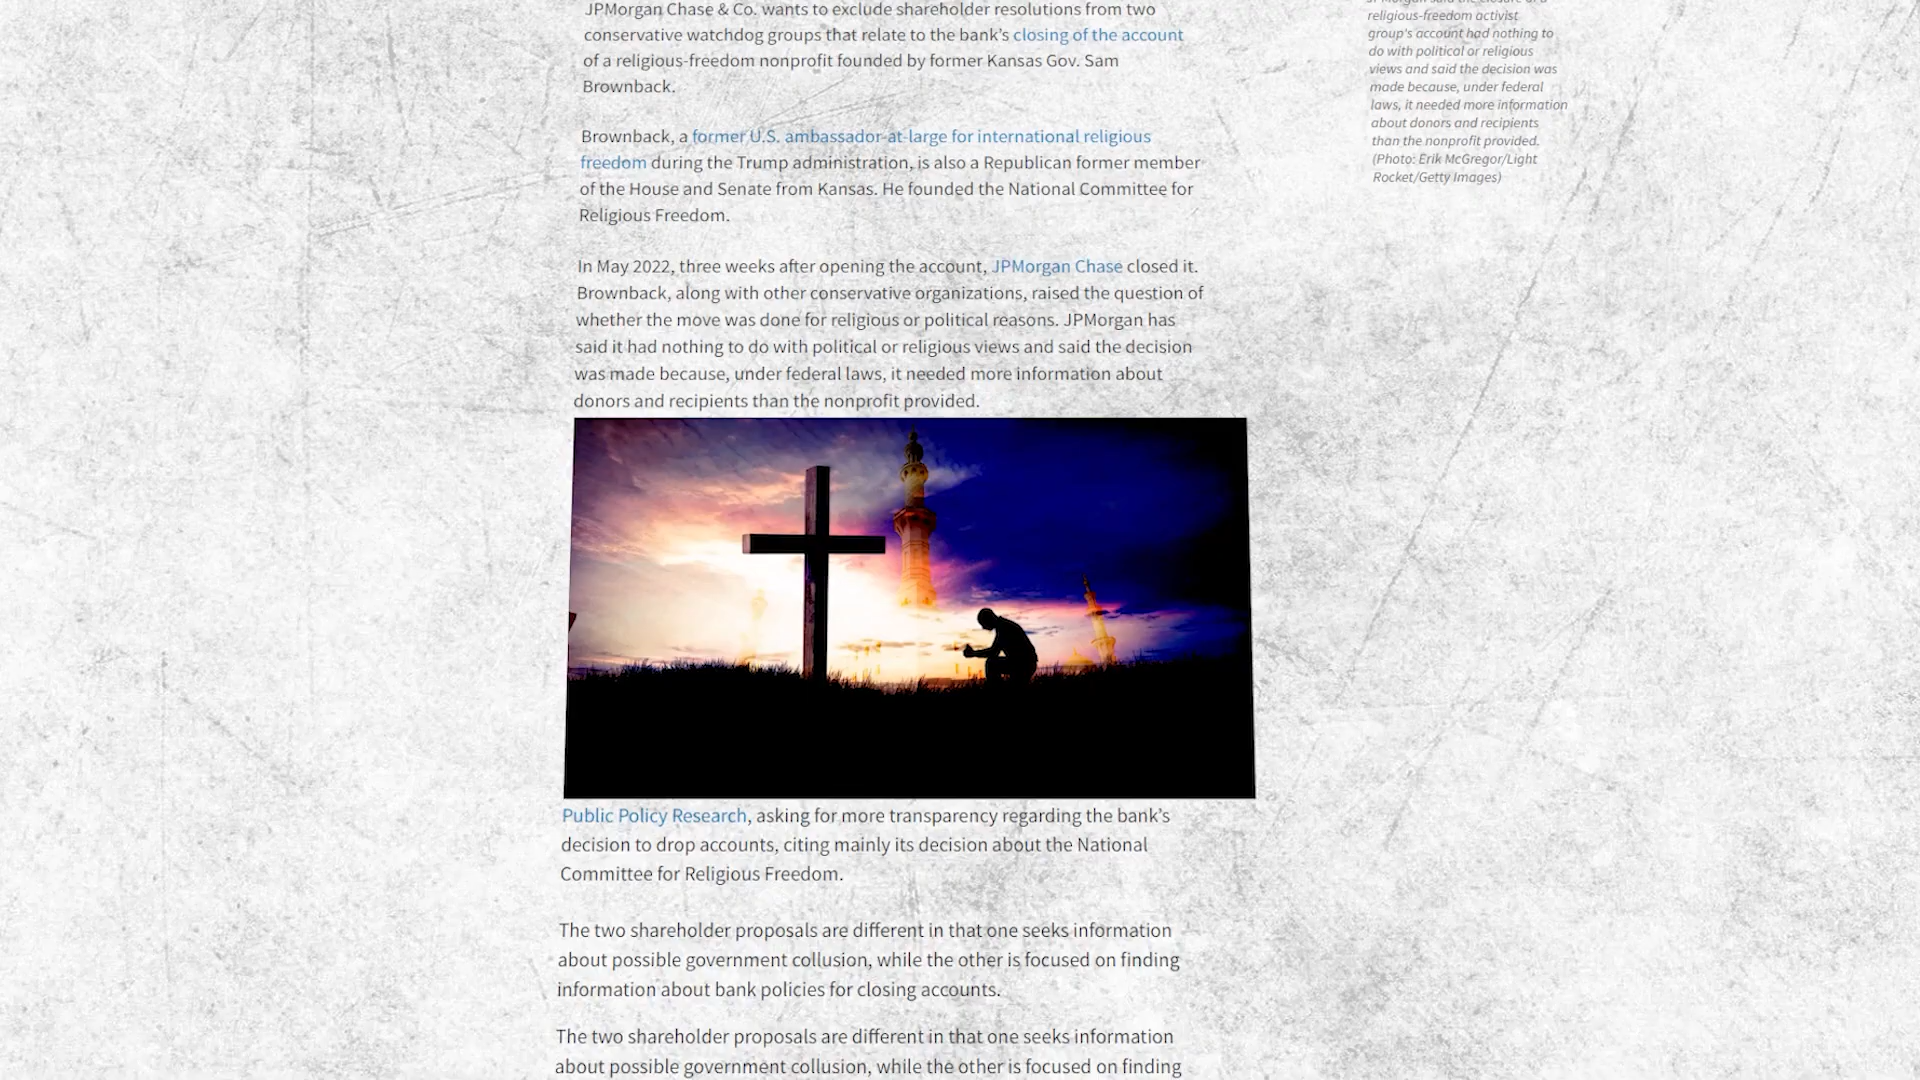 JPMorgan Chase & Co. wants to exclude shareholder resolutions from two
conservative watchdog groups that relate to the bank’s closing of the account
of a religious-freedom nonprofit founded by former Kansas Gov. Sam
Brownback.
Brownback, a former U.S. ambassador-at-large for international religious
freedom during the Trump administration, is also a Republican former member
of the House and Senate from Kansas. He founded the National Committee for
Religious Freedom.
In May 2022, three weeks after opening the account, JPMorgan Chase closed it.
Brownback, along with other conservative organizations, raised the question of
whether the move was done for religious or political reasons. JPMorgan has
said it had nothing to do with political or religious views and said the decision
was made because, under federal laws, it needed more information about
donors and recipients than the nonprofit provided.
Public Policy Research, asking for more transparency regarding the bank’s
decision to drop accounts, citing mainly its decision about the National
Committee for Religious Freedom.
The two shareholder proposals are different in that one seeks information
about possible government collusion, while the other is focused on finding
information about bank policies for closing accounts.
The two shareholder proposals are different in that one seeks information
about possible government collusion, while the other is focused on finding
religious-freedom activist
group's account had nothing to
do with political or religious
views and said the decision was
made because, under federal
laws, it needed more information
about donors and recipients
than the nonprofit provided.
(Photo: Erik McGregor/Light
Rocket/Getty Images)